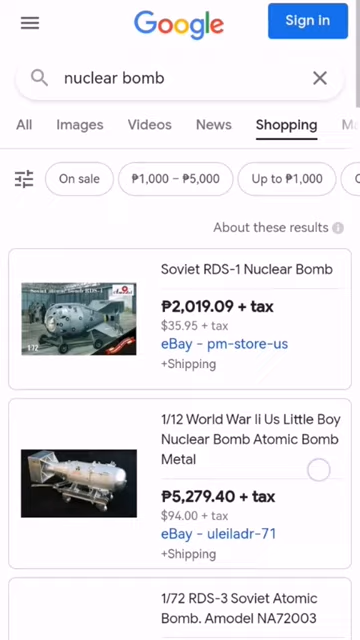 Google
Sign in
nuclear bomb
All Images Videos News Shopping
On sale ₱1,000 – ₱5,000 Up to ₱1,000
About these results
Soviet RDS-1 Nuclear Bomb
₱2,019.09 + tax
$35.95 + tax
eBay - pm-store-us
+Shipping
1:72
1/12 World War Ii Us Little Boy
Nuclear Bomb Atomic Bomb
Metal
₱5,279.40 + tax
$94.00 + tax
eBay - uleiladr-71
+Shipping
1/72 RDS-3 Soviet Atomic
Bomb. Amodel NA72003